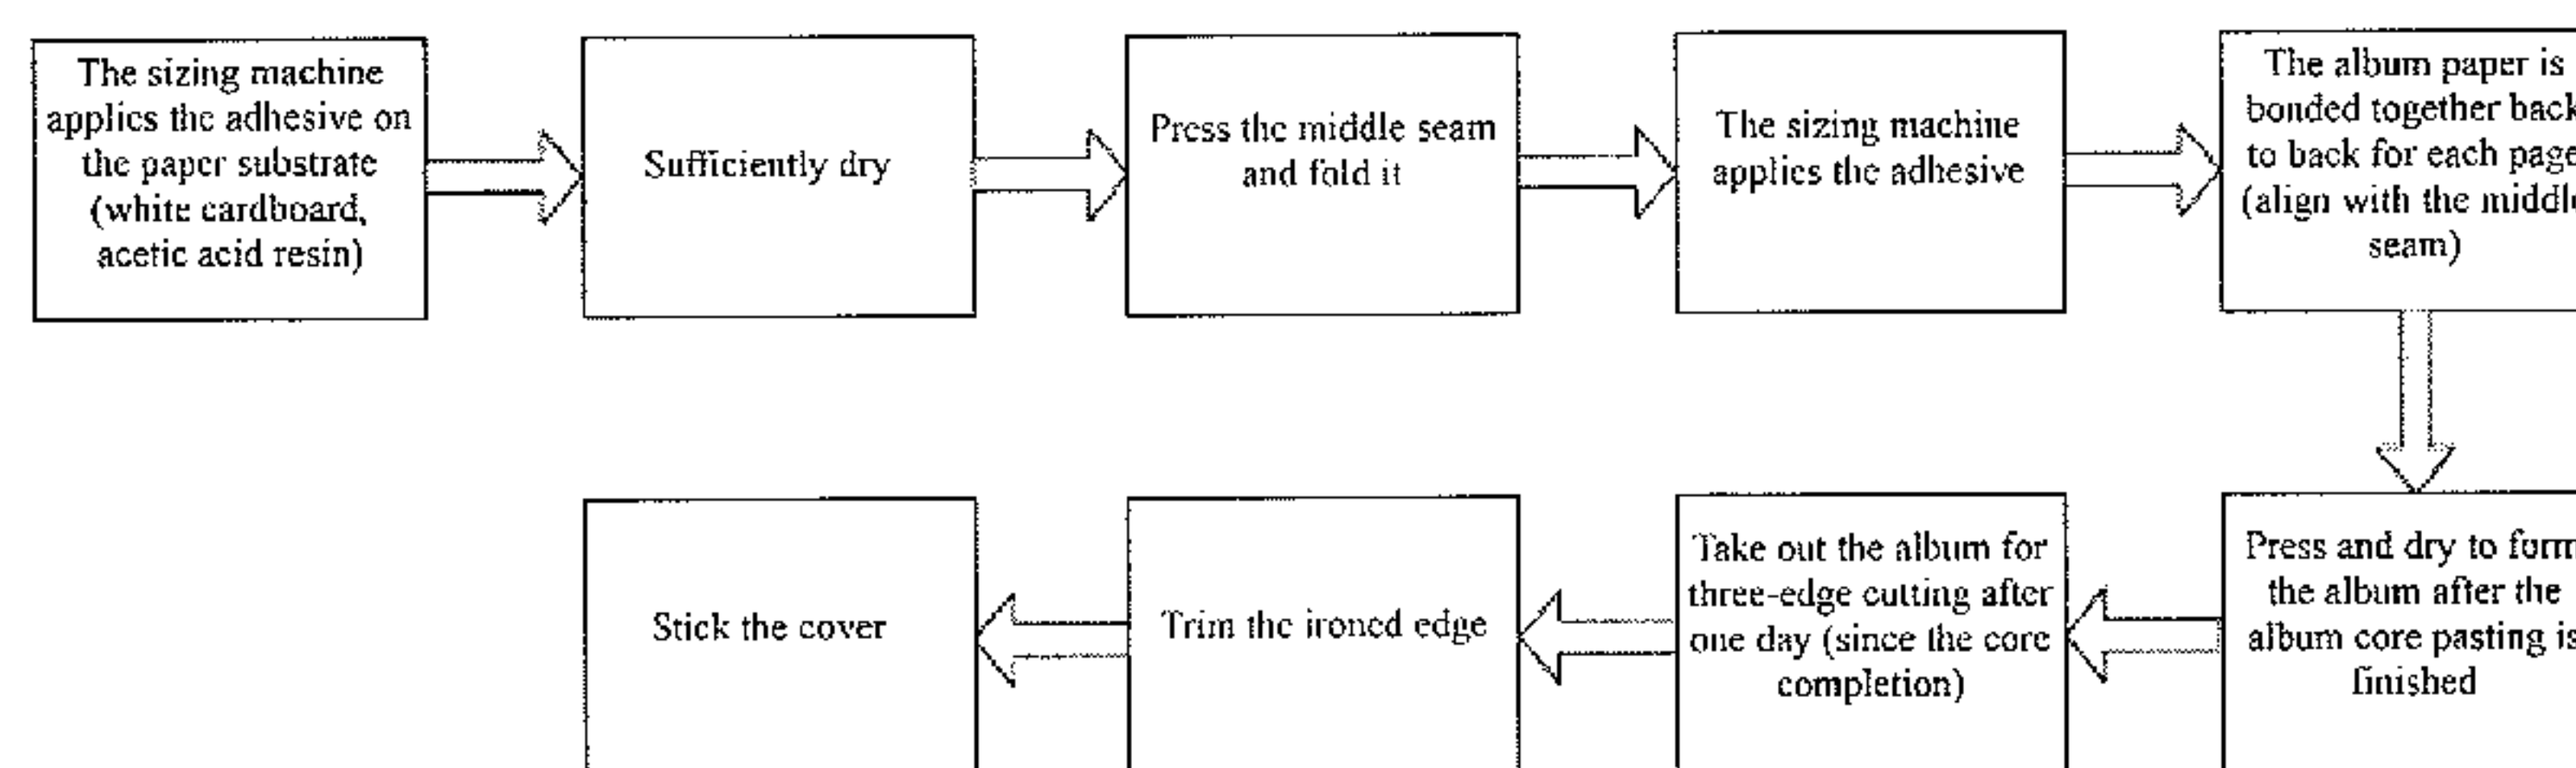 The sizing machine
applies the adhesive on
the paper substrate
(white cardboard,
acetic acid resin)
Sufficiently dry
Press the middle seam
and fold it
The sizing machine
applies the adhesive
The album paper is
bonded together back
to back for each page
(align with the middle
seam)
Press and dry to form
the album after the
album core pasting is
finished
Take out the album for
three-edge cutting after
one day (since the core
completion)
Trim the ironed edge
Stick the cover